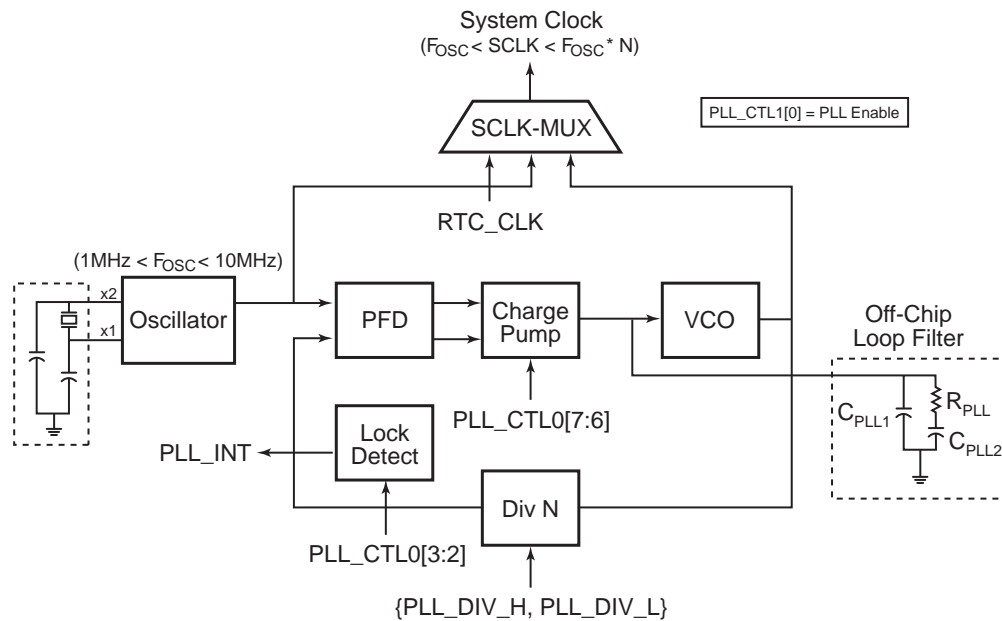 System Clock
(FOSC < SCLK < FOSC * N)
SCLK-MUX
PLL_CTL1[0] = PLL Enable
RTC_CLK
(1MHz < FOSC < 10MHz)
x2
x1
Oscillator
PFD
Charge
Pump
VCO
Off-Chip
Loop Filter
RPLL
CPLL1
CPLL2
PLL_CTL0[7:6]
PLL_INT
Lock
Detect
Div N
PLL_CTL0[3:2]
{PLL_DIV_H, PLL_DIV_L}